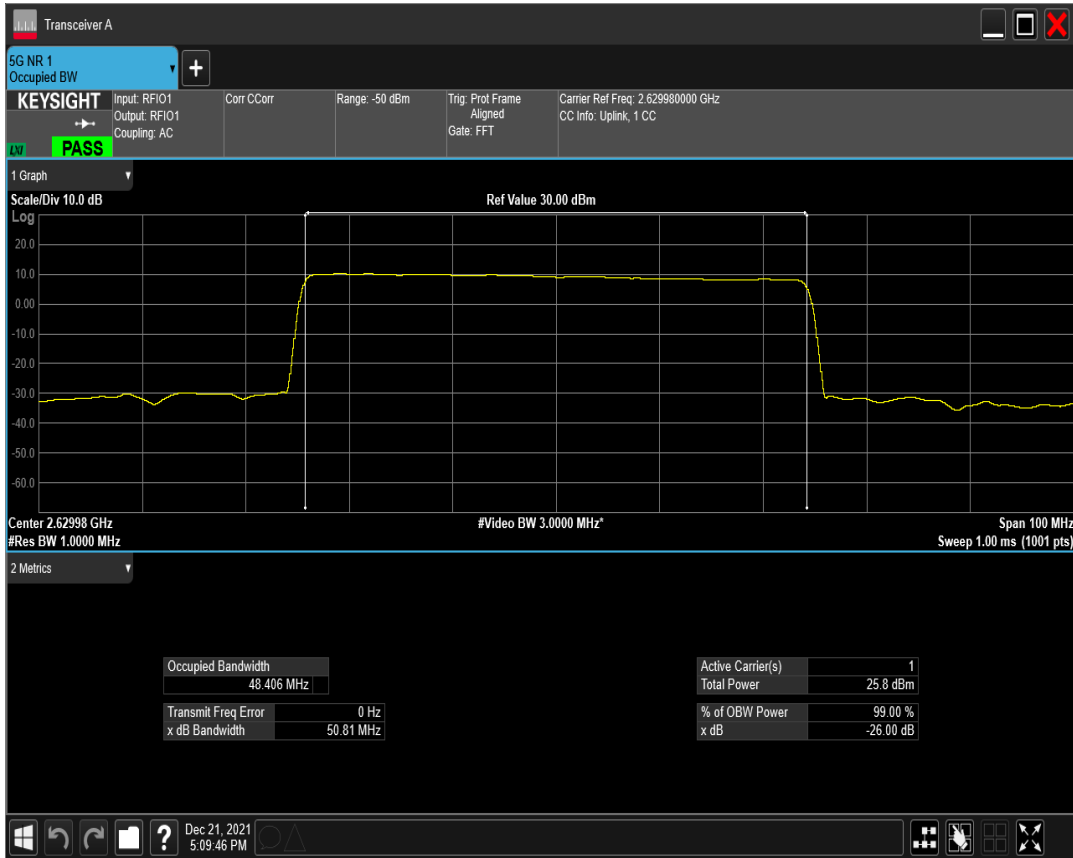 Transceiver A
5G NR 1
Occupied BW
KEYSIGHT
LXI
PASS
Input: RFIO1
Output: RFIO1
Coupling: AC
Corr CCorr
Range: -50 dBm
Trig: Prot Frame
Aligned
Gate: FFT
Carrier Ref Freq: 2.629980000 GHz
CC Info: Uplink, 1 CC
1 Graph
Scale/Div 10.0 dB
Ref Value 30.00 dBm
Log
20.0
10.0
0.00
-10.0
-20.0
-30.0
-40.0
-50.0
-60.0
Center 2.62998 GHz
#Video BW 3.0000 MHz*
Span 100 MHz
#Res BW 1.0000 MHz
Sweep 1.00 ms (1001 pts)
2 Metrics
Occupied Bandwidth
48.406 MHz
Transmit Freq Error 0 Hz
x dB Bandwidth 50.81 MHz
Active Carrier(s) 1
Total Power 25.8 dBm
% of OBW Power 99.00 %
x dB -26.00 dB
?
Dec 21, 2021
5:09:46 PM